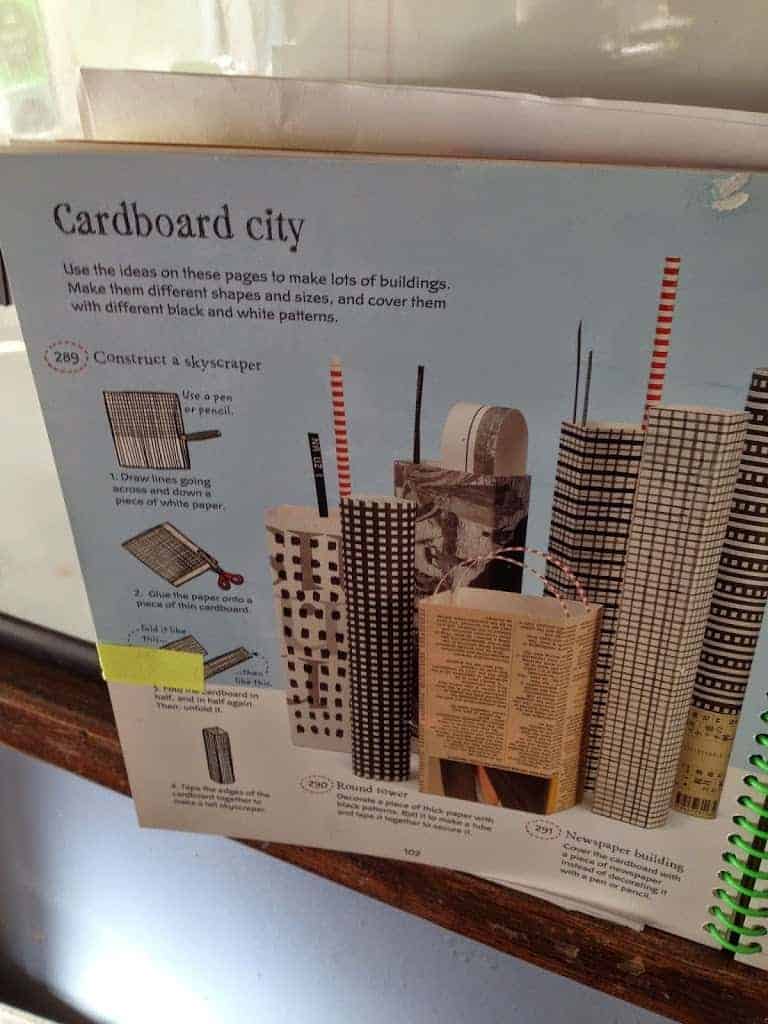 Cardboard city
Use the ideas on these pages to make lots of buildings.
Make them different shapes and sizes, and cover them
with different black and white patterns.
289 Construct a skyscraper
Use a pen
or pencil.
1. Draw lines going
across and down a
piece of white paper.
2. Glue the paper onto a
piece of thin cardboard.
Fold it like
this...
...then
like this.
cardboard in
half, and in half again.
Then, unfold it.
4. Tape the edges of the
cardboard together to
make a tall skyscraper.
290 Round tower
Decorate a piece of thick paper with
black patterns. Roll it to make a tube
and tape it together to secure it.
291 Newspaper building
Cover the cardboard with
a piece of newspaper
instead of decorating it
with a pen or pencil.
102